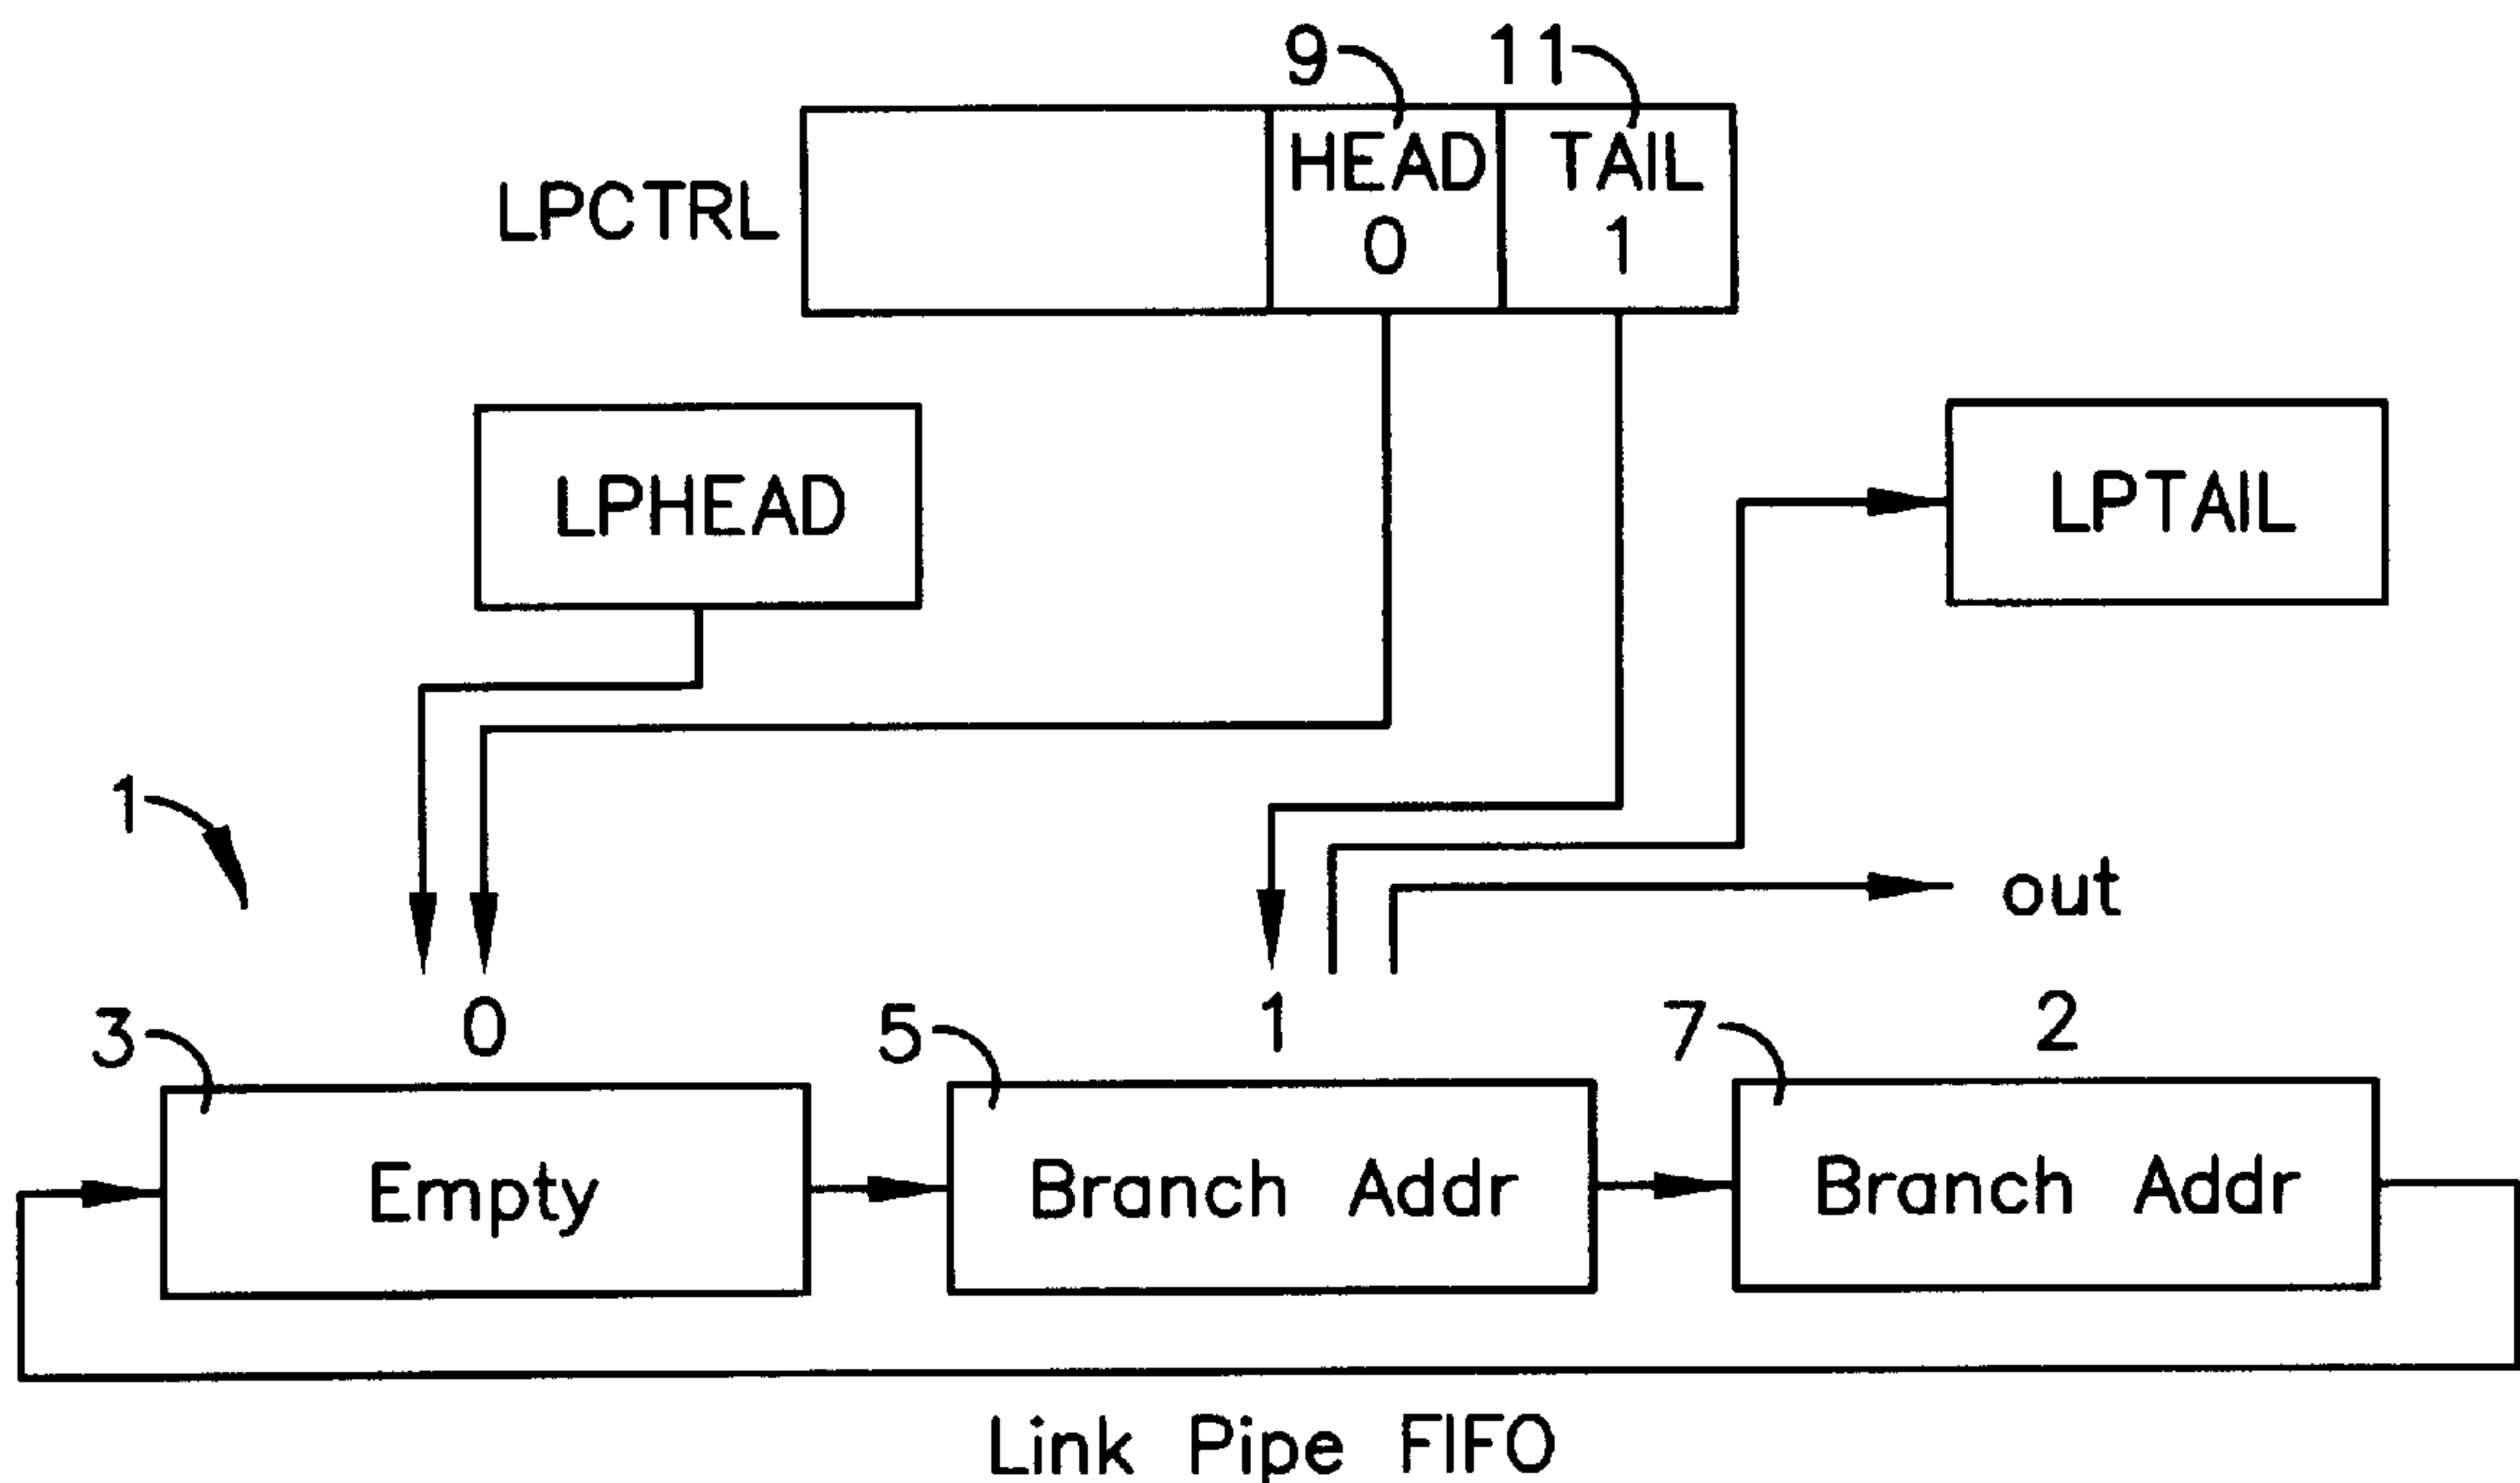 9 11
HEAD TAIL
LPCTRL
0 1
LPHEAD
LPTAIL
1
out
3 0 5 1 7 2
Empty
Branch Addr
Branch Addr
Link Pipe FIFO